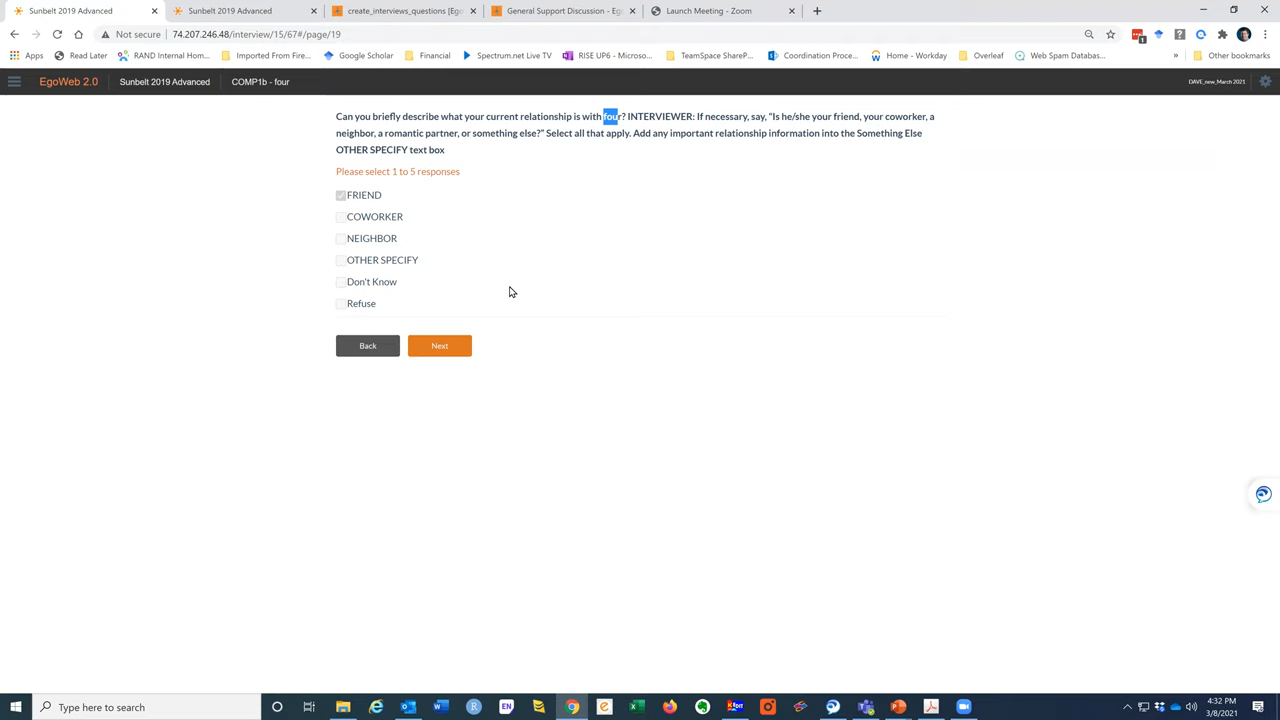 Sunbelt 2019 Advanced
Sunbelt 2019 Advanced
create_interviews_questions [Eg
General Support Discussion - Eg
Launch Meeting - Zoom
Not secure
74.207.246.48/interview/15/67#/page/19
1
Apps
Read Later
RAND Internal Hom...
Imported From Fire...
Google Scholar
Financial
Spectrum.net Live TV
RISE UP6 - Microso...
TeamSpace ShareP...
Coordination Proce...
Home - Workday
Overleaf
Web Spam Databas...
»
Other bookmarks
EgoWeb 2.0
Sunbelt 2019 Advanced
COMP1b - four
DAVE_new_March 2021
Can you briefly describe what your current relationship is with four? INTERVIEWER: If necessary, say, "Is he/she your friend, your coworker, a
neighbor, a romantic partner, or something else?" Select all that apply. Add any important relationship information into the Something Else
OTHER SPECIFY text box
Please select 1 to 5 responses
FRIEND
COWORKER
NEIGHBOR
OTHER SPECIFY
Don't Know
Refuse
Back
Next
Type here to search
EN
4:32 PM
3/8/2021